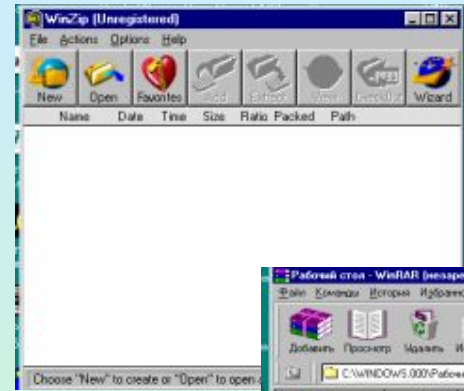 WinZip (Unregistered)
File Actions Options Help
New Open Favorites Add Extract View CheckOut Wizard
Name Date Time Size Ratio Packed Path
Choose "New" to create or "Open" to open
Рабочий стол - WinRAR
Файл Команды История
Добавить Просмотр Удалить
C:\WINDOWS.000\